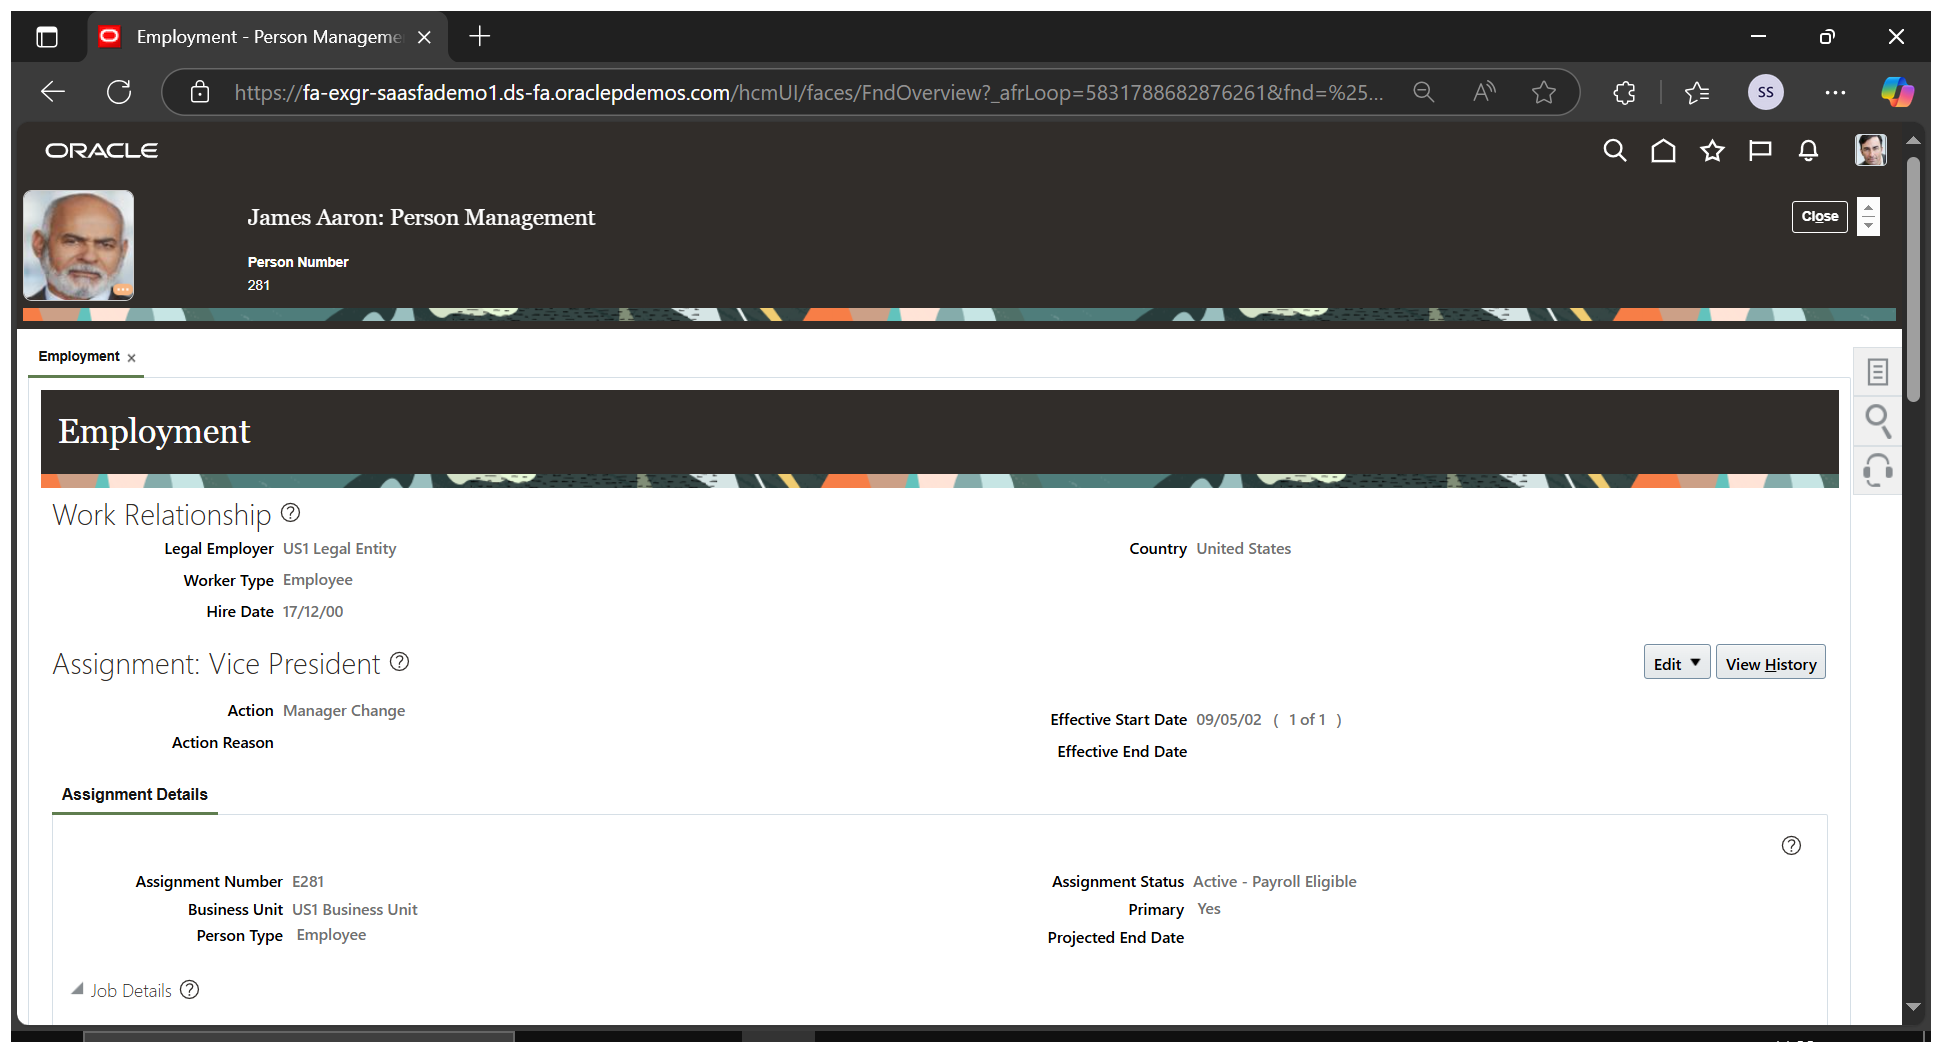 Employment - Person Manageme
https://fa-exgr-saasfademo1.ds-fa.oraclepdemos.com/hcmUI/faces/FndOverview?_afrLoop=5831788682876261&fnd=%25...
SS
ORACLE
James Aaron: Person Management
Close
Person Number
281
Employment
Employment
Work Relationship
Legal Employer US1 Legal Entity
Country United States
Worker Type Employee
Hire Date 17/12/00
Assignment: Vice President
Edit
View History
Action Manager Change
Effective Start Date 09/05/02 ( 1 of 1 )
Action Reason
Effective End Date
Assignment Details
Assignment Number E281
Assignment Status Active - Payroll Eligible
Business Unit US1 Business Unit
Primary Yes
Person Type Employee
Projected End Date
Job Details